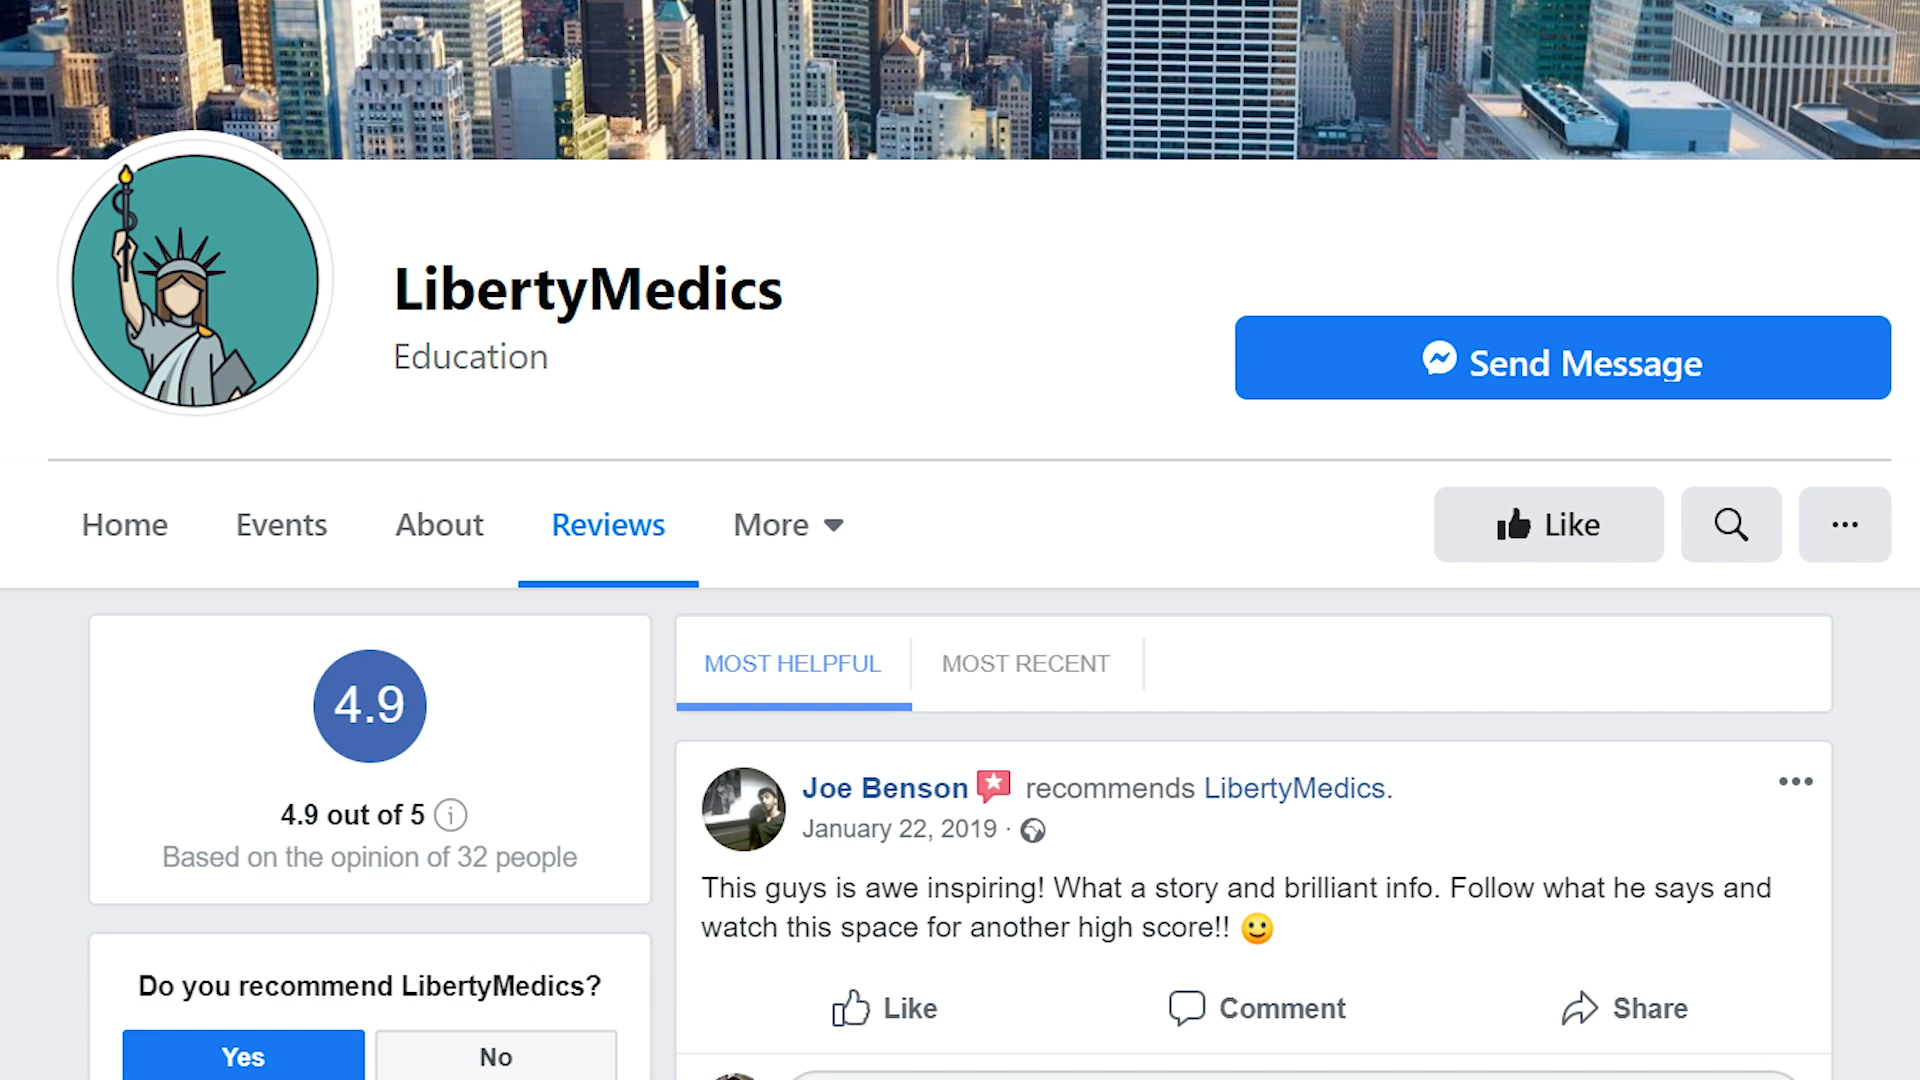 LibertyMedics
Education
Send Message
Home Events About Reviews More
Like
...
4.9
4.9 out of 5
Based on the opinion of 32 people
Do you recommend LibertyMedics?
Yes No
MOST HELPFUL MOST RECENT
Joe Benson recommends LibertyMedics.
January 22, 2019 ·
This guys is awe inspiring! What a story and brilliant info. Follow what he says and
watch this space for another high score!! 🙂
Like Comment Share